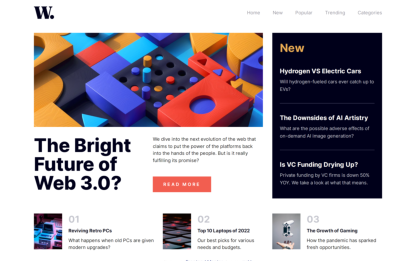 W.
Home New Popular Trending Categories
New
Hydrogen VS Electric Cars
Will hydrogen-fueled cars ever catch up to
EVs?
The Downsides of AI Artistry
What are the possible adverse effects of
on-demand AI image generation?
Is VC Funding Drying Up?
Private funding by VC firms is down 50%
YOY. We take a look at what that means.
The Bright
Future of
Web 3.0?
We dive into the next evolution of the web that
claims to put the power of the platforms back
into the hands of the people. But is it really
fulfilling its promise?
READ MORE
01
Reviving Retro PCs
What happens when old PCs are given
modern upgrades?
02
Top 10 Laptops of 2022
Our best picks for various
needs and budgets.
03
The Growth of Gaming
How the pandemic has sparked
fresh opportunities.